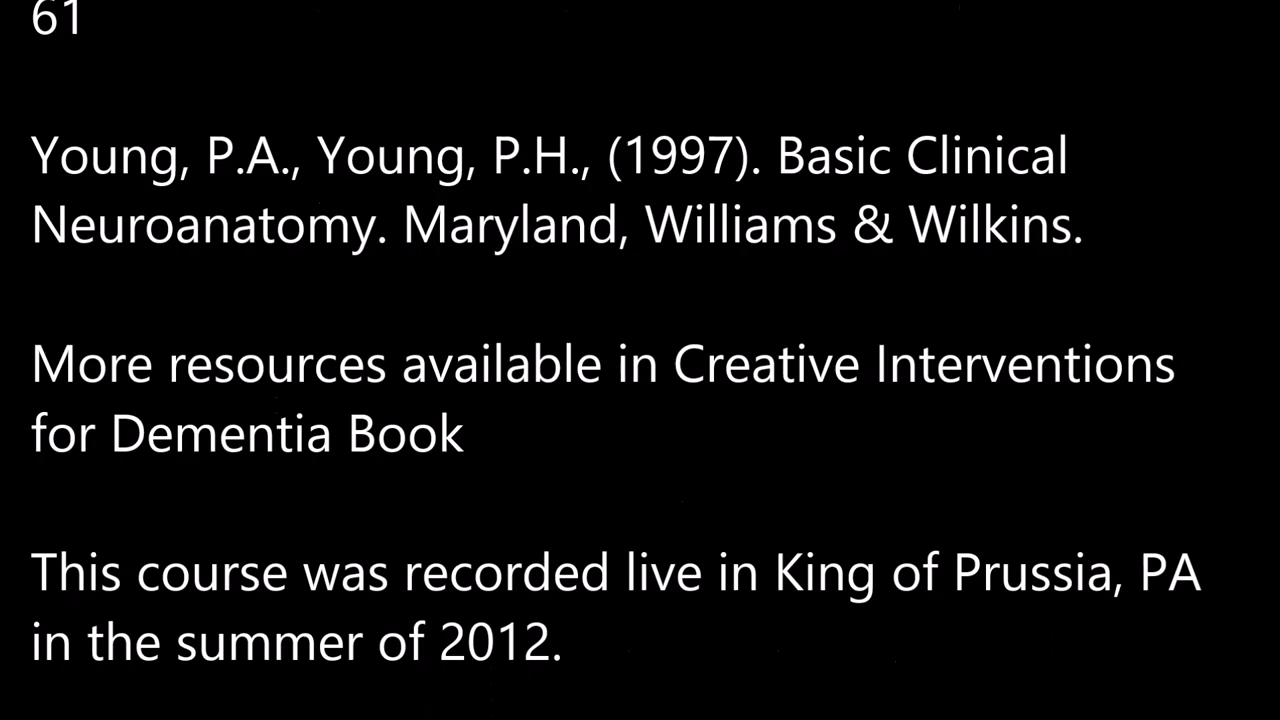 61
Young, P.A., Young, P.H., (1997). Basic Clinical
Neuroanatomy. Maryland, Williams & Wilkins.
More resources available in Creative Interventions
for Dementia Book
This course was recorded live in King of Prussia, PA
in the summer of 2012.